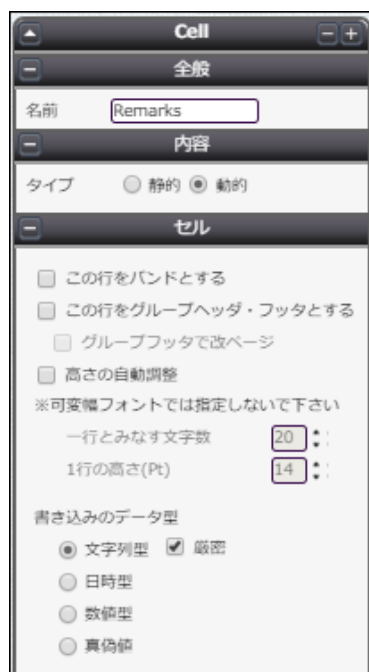 Cell
全般
名前 Remarks
内容
タイプ 静的 動的
セル
この行をバンドとする
この行をグループヘッダ・フッタとする
グループフッタで改ページ
高さの自動調整
※可変幅フォントでは指定しないで下さい
一行とみなす文字数 20
1行の高さ(Pt) 14
書き込みのデータ型
文字列型 厳密
日時型
数値型
真偽値